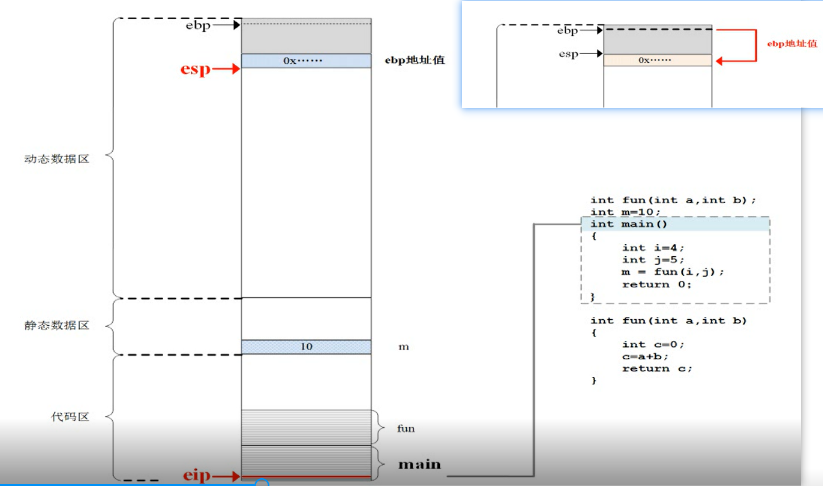 ebp
0x······
ebp地址值
esp
ebp
ebp地址值
esp
0x······
动态数据区
静态数据区
10
m
代码区
fun
main
eip
int fun(int a,int b);
int m=10;
int main()
{
int i=4;
int j=5;
m = fun(i,j);
return 0;
}
int fun(int a,int b)
{
int c=0;
c=a+b;
return c;
}